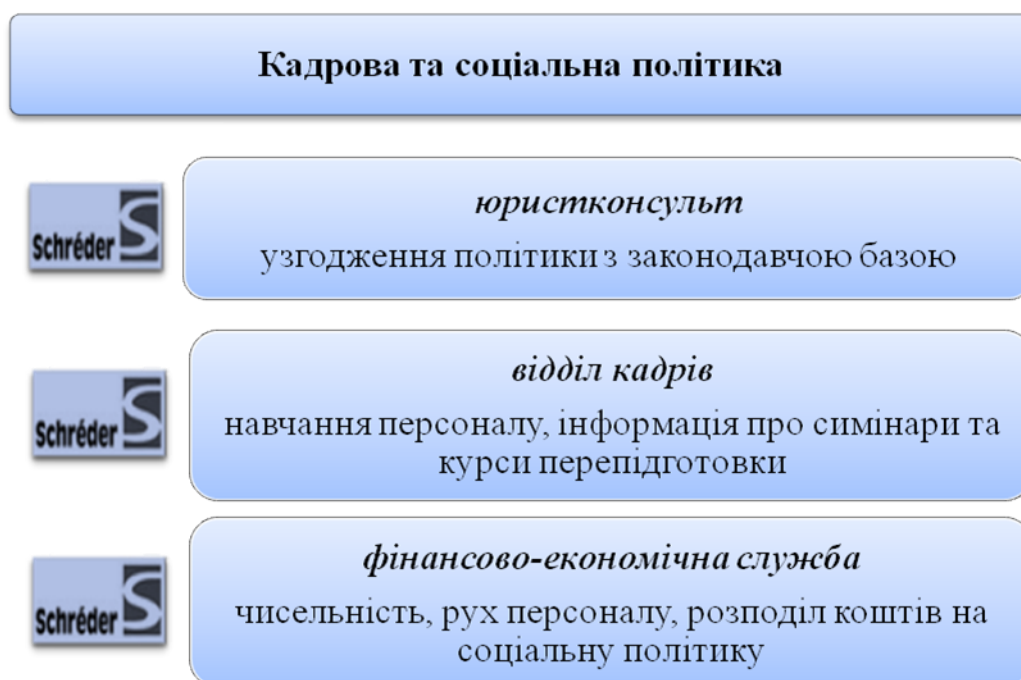 Кадрова та соціальна політика
Schréder
юристконсульт
узгодження політики з законодавчою базою
Schréder
відділ кадрів
навчання персоналу, інформація про симінари та
курси перепідготовки
Schréder
фінансово-економічна служба
чисельність, рух персоналу, розподіл коштів на
соціальну політику